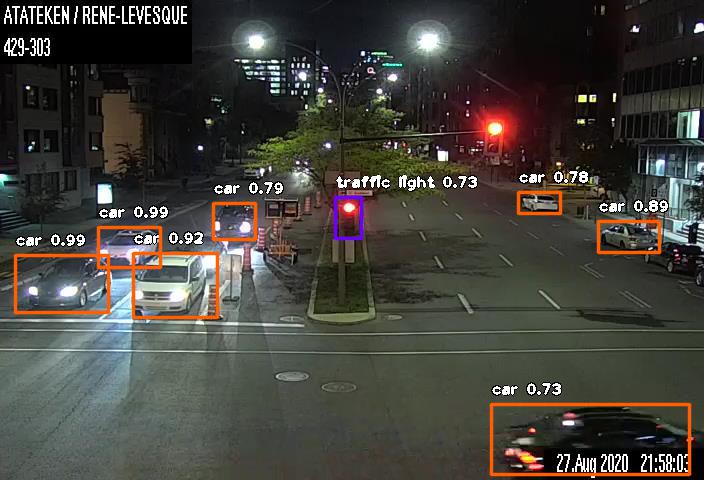 ATATEKEN / RENE-LEVESQUE
429-303
car 0.79
traffic light 0.73
car 0.78
car 0.99
car 0.89
car 0.99
car 0.92
car 0.73
27.Aug 2020 21:58:03